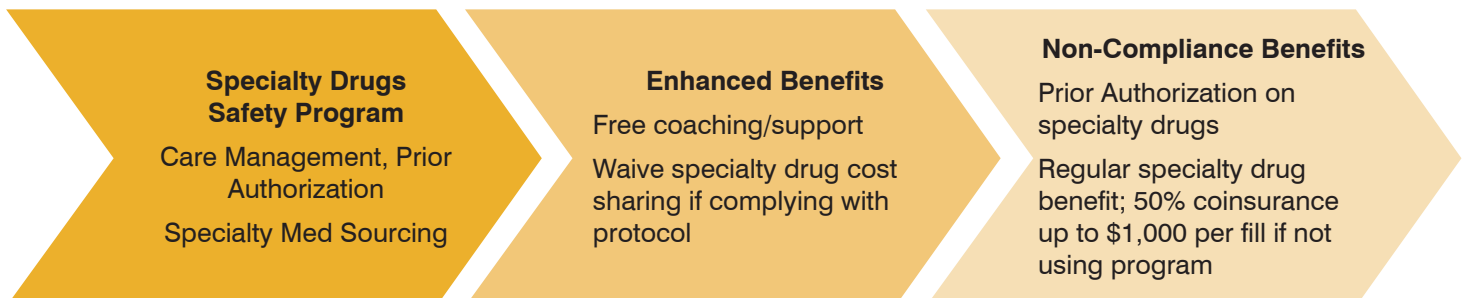 Specialty Drugs
Safety Program
Care Management, Prior
Authorization
Specialty Med Sourcing
Enhanced Benefits
Free coaching/support
Waive specialty drug cost
sharing if complying with
protocol
Non-Compliance Benefits
Prior Authorization on
specialty drugs
Regular specialty drug
benefit; 50% coinsurance
up to $1,000 per fill if not
using program